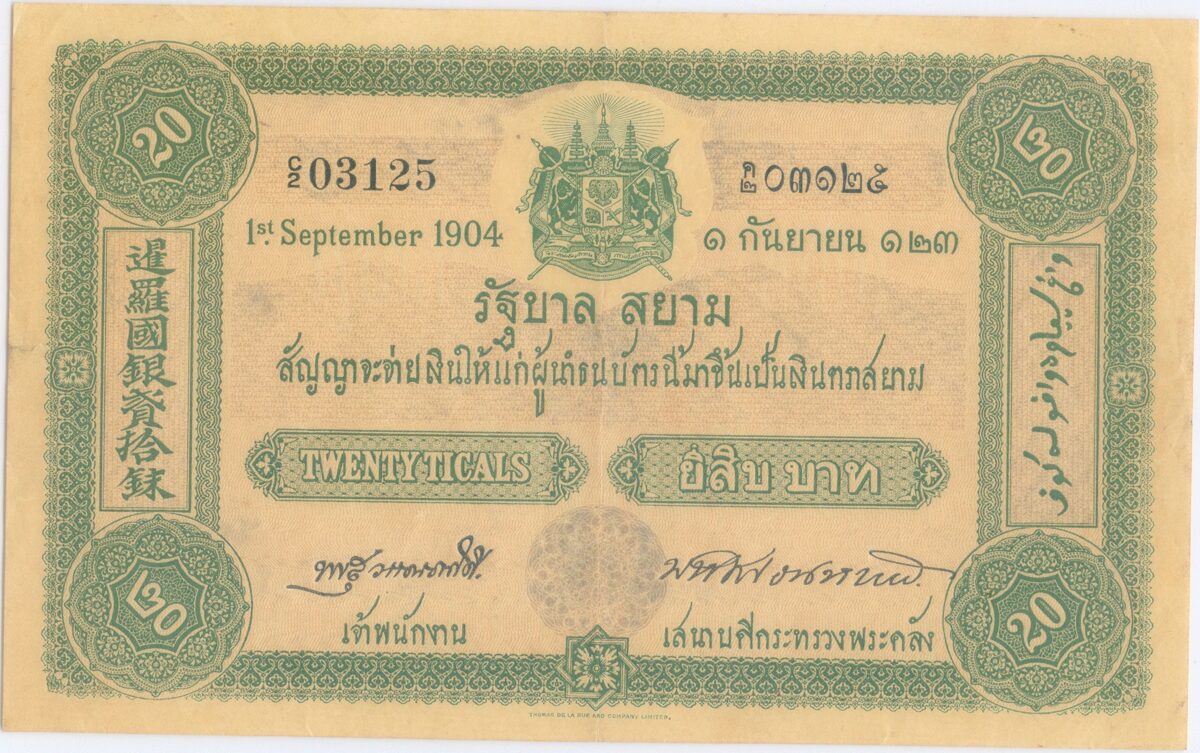 20
๒๐
C/2 03125
ค/๒ ๐๓๑๒๕
1st. September 1904
๑ กันยายน ๑๒๓
รัฐบาล สยาม
สัญญาจะจ่ายเงินให้แก่ผู้นำธนบัตรนี้มาขึ้นเป็นเงินตราสยาม
暹羅國銀貳拾銖
TWENTY TICALS
ยี่สิบ บาท
เจ้าพนักงาน
เสนาบดีกระทรวงพระคลัง
๒๐
20
THOMAS DE LA RUE AND COMPANY LIMITED.